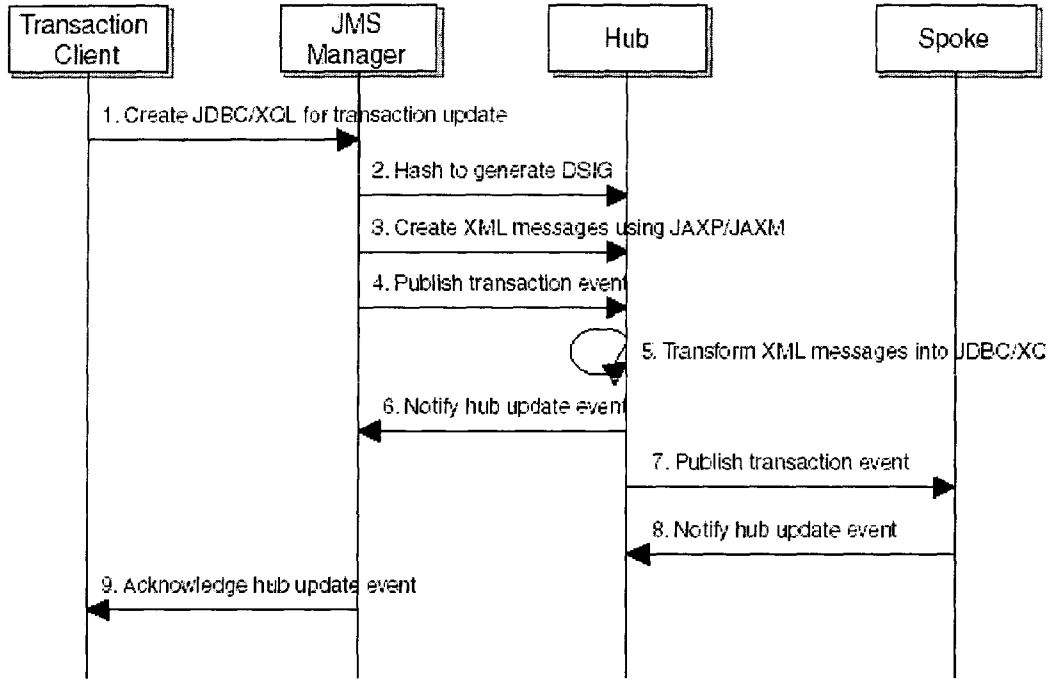 Transaction
Client
JMS
Manager
Hub
Spoke
1. Create JDBC/XQL for transaction update
2. Hash to generate DSIG
3. Create XML messages using JAXP/JAXM
4. Publish transaction event
5. Transform XML messages into JDBC/XC
6. Notify hub update event
7. Publish transaction event
8. Notify hub update event
9. Acknowledge hub update event